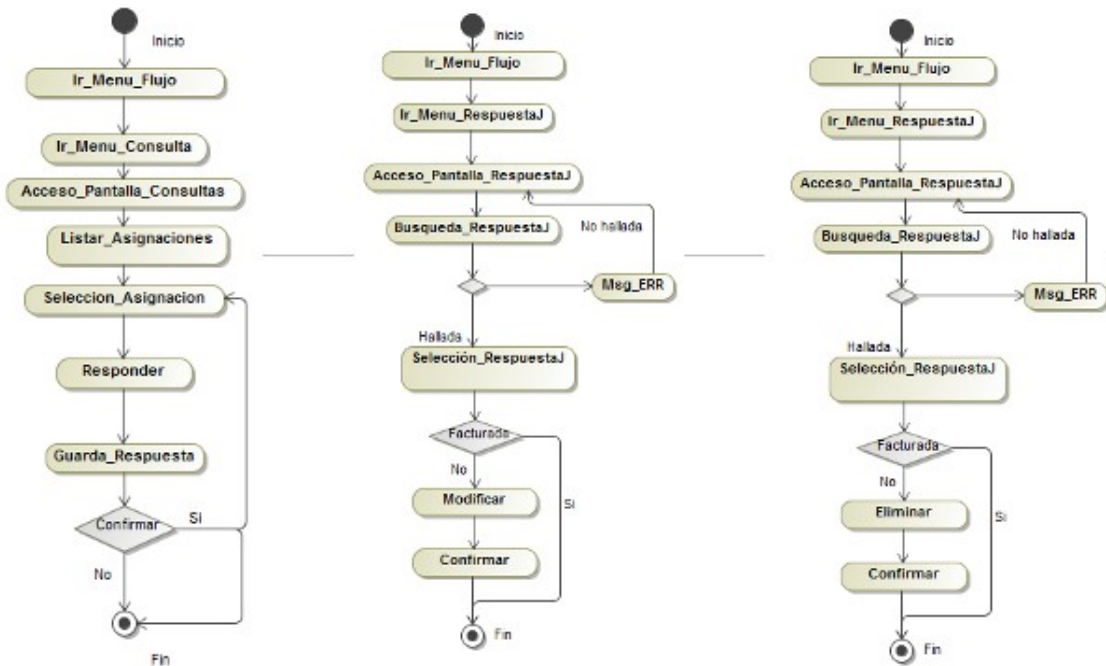 Inicio
Ir_Menu_Flujo
Ir_Menu_Consulta
Acceso_Pantalla_Consultas
Listar_Asignaciones
Seleccion_Asignacion
Responder
Guarda_Respuesta
Confirmar
Si
No
Fin
Inicio
Ir_Menu_Flujo
Ir_Menu_RespuestaJ
Acceso_Pantalla_RespuestaJ
Busqueda_RespuestaJ
No hallada
Msg_ERR
Hallada
Selección_RespuestaJ
Facturada
No
Si
Modificar
Confirmar
Fin
Inicio
Ir_Menu_Flujo
Ir_Menu_RespuestaJ
Acceso_Pantalla_RespuestaJ
Busqueda_RespuestaJ
No hallada
Msg_ERR
Hallada
Selección_RespuestaJ
Facturada
No
Si
Eliminar
Confirmar
Fin